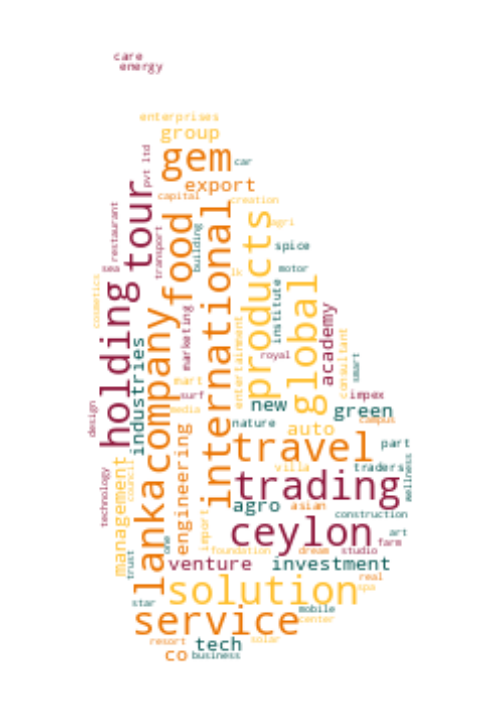 care
energy
enterprises
group
pvt ltd
gem
car
export
capital
creation
tour
restaurant
transport
food
building
international
products
agri
spice
sea
lk
motor
cosmetics
holding
company
marketing
institute
global
academy
industries
entertainment
royal
consultant
smart
mart
surf
impex
design
media
new
green
campus
nature
auto
engineering
travel
part
management
council
villa
traders
wellness
technology
lanka
trading
import
agro
asian
construction
ceylon
art
one
farm
foundation
dream
studio
trust
venture
investment
solution
real
spa
star
mobile
service
center
resort
tech
solar
co
business